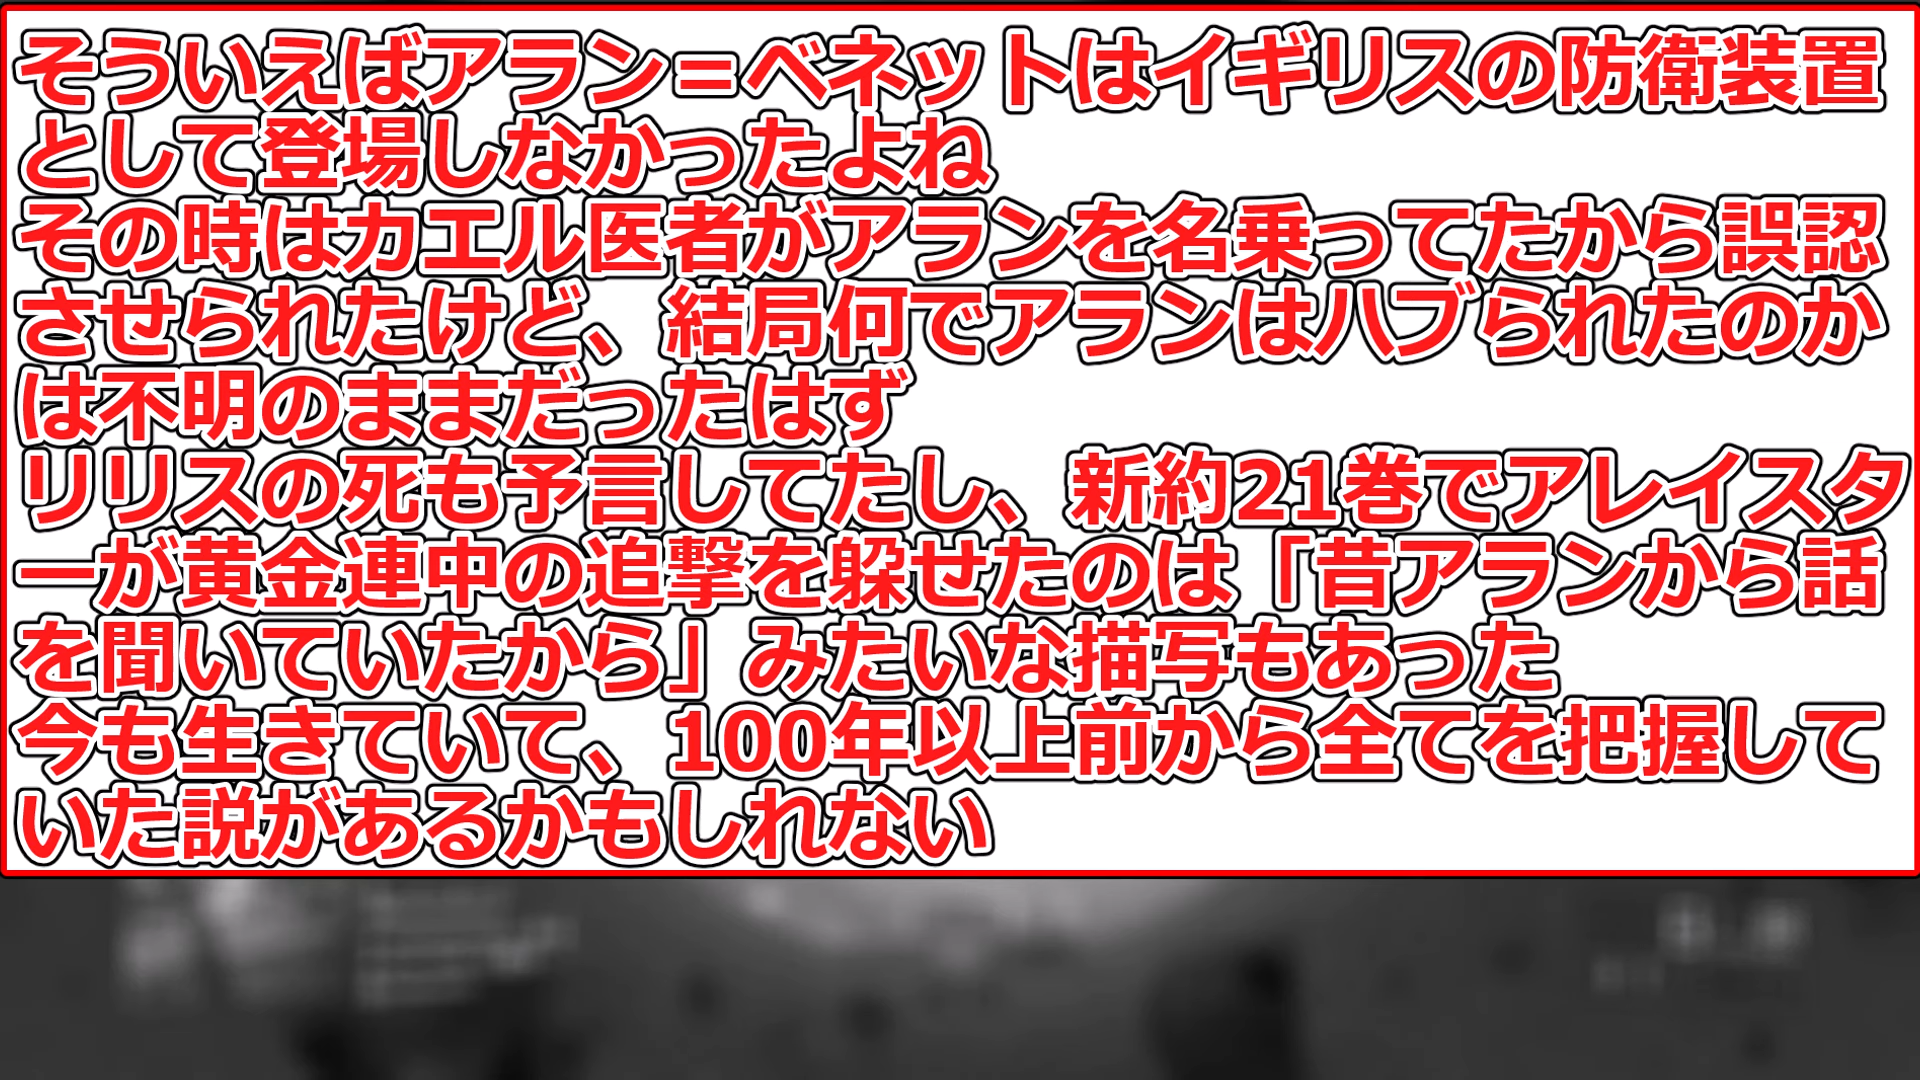 そういえばアラン＝ベネットはイギリスの防衛装置
として登場しなかったよね
その時はカエル医者がアランを名乗ってたから誤認
させられたけど、結局何でアランはハブられたのか
は不明のままだったはず
リリスの死も予言してたし、新約21巻でアレイスタ
ーが黄金連中の追撃を躱せたのは「昔アランから話
を聞いていたから」みたいな描写もあった
今も生きていて、100年以上前から全てを把握して
いた説があるかもしれない